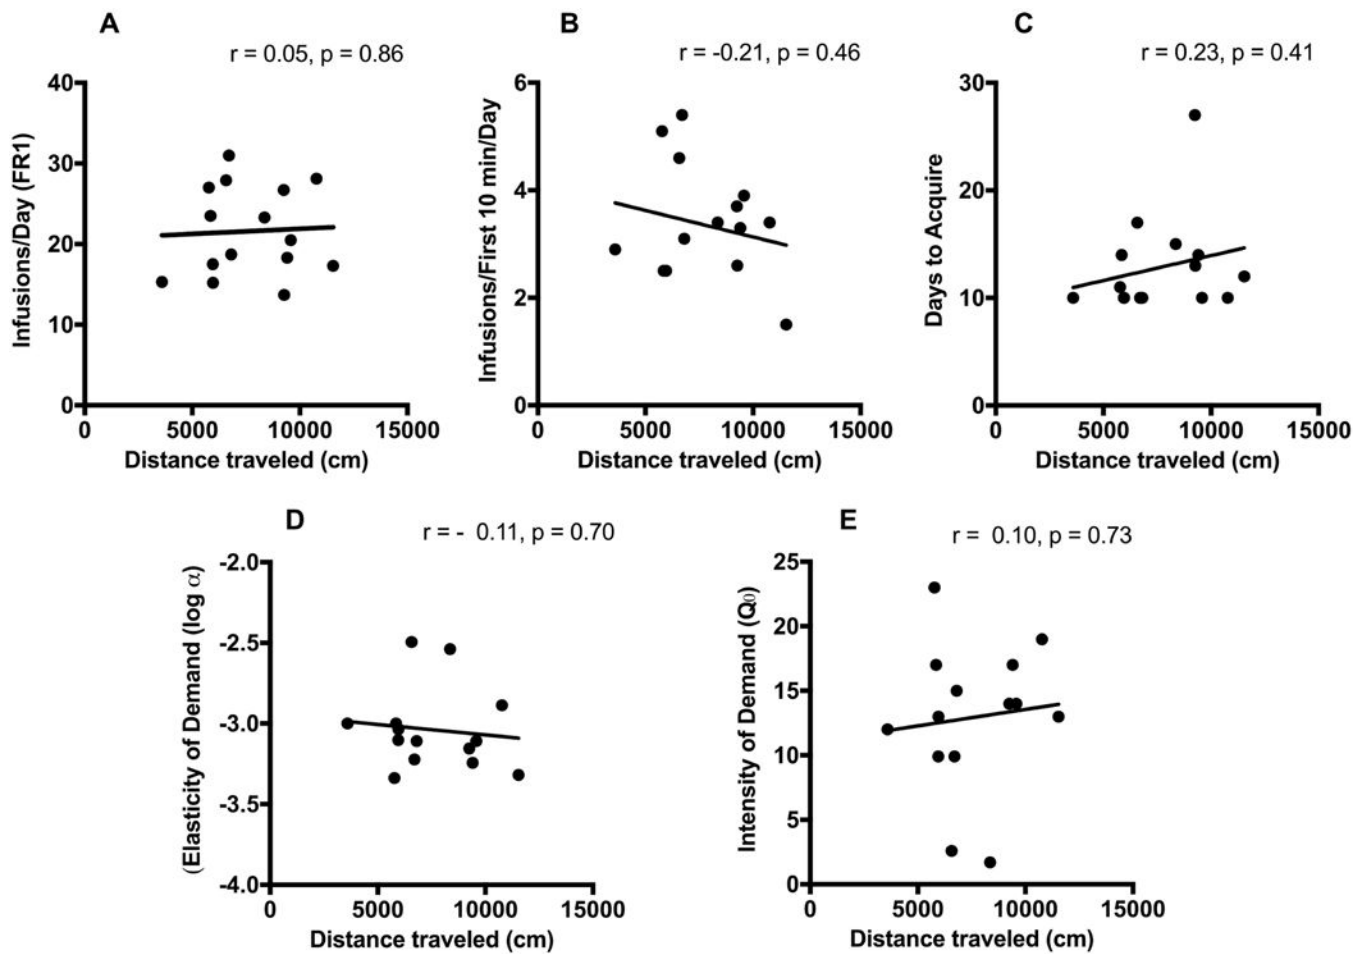 A
r = 0.05, p = 0.86
Infusions/Day (FR1)
40
30
20
10
0
0 5000 10000 15000
Distance traveled (cm)
B
r = -0.21, p = 0.46
Infusions/First 10 min/Day
6
4
2
0
0 5000 10000 15000
Distance traveled (cm)
C
r = 0.23, p = 0.41
Days to Acquire
30
20
10
0
0 5000 10000 15000
Distance traveled (cm)
D
r = - 0.11, p = 0.70
(Elasticity of Demand (log α)
-2.0
-2.5
-3.0
-3.5
-4.0
0 5000 10000 15000
Distance traveled (cm)
E
r = 0.10, p = 0.73
Intensity of Demand (Q0)
25
20
15
10
5
0
0 5000 10000 15000
Distance traveled (cm)